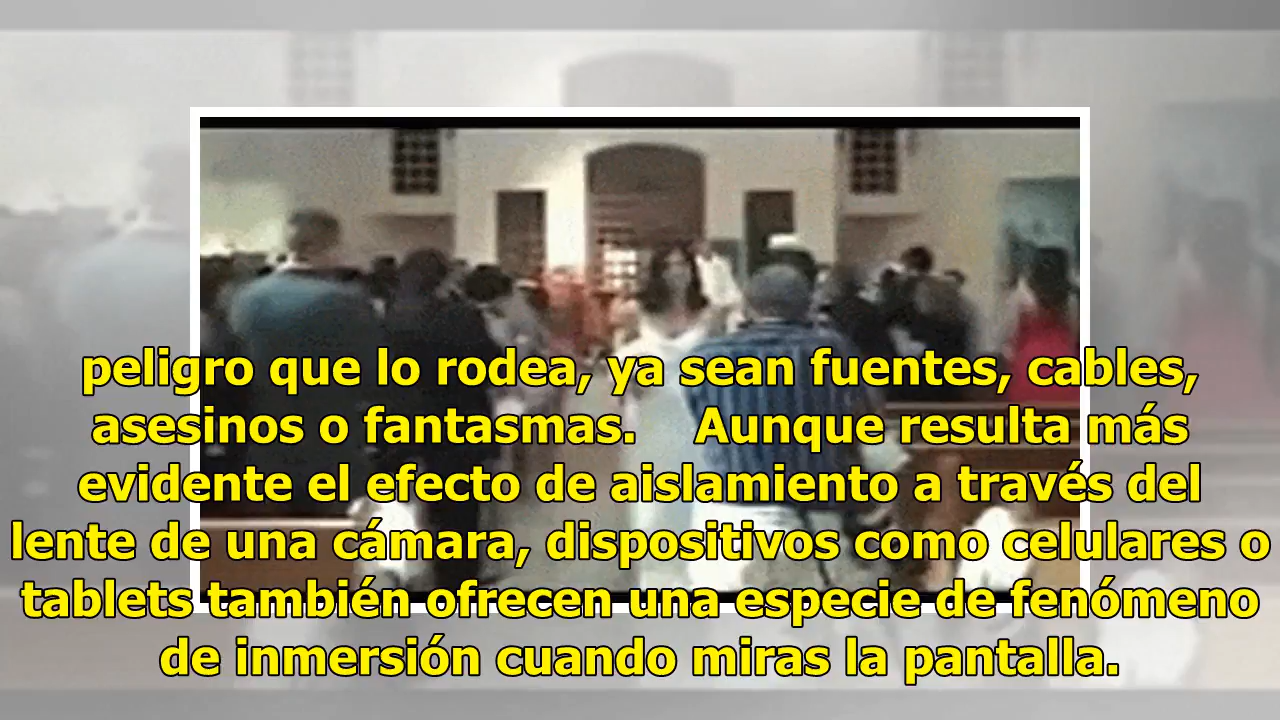 peligro que lo rodea, ya sean fuentes, cables,
asesinos o fantasmas. Aunque resulta más
evidente el efecto de aislamiento a través del
lente de una cámara, dispositivos como celulares o
tablets también ofrecen una especie de fenómeno
de inmersión cuando miras la pantalla.